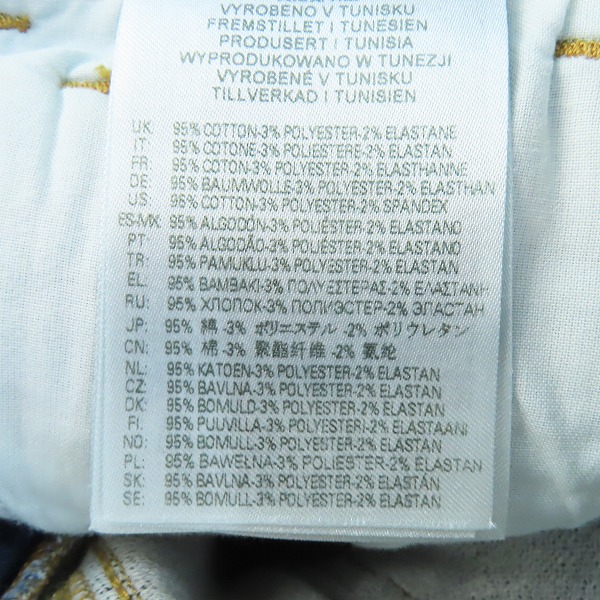 VYROBENO V TUNISKU
FREMSTILLET I TUNESIEN
PRODUSERT I TUNISIA
WYPRODUKOWANO W TUNEZJI
VYROBENÉ V TUNISKU
TILLVERKAD I TUNISIEN
UK: 95% COTTON-3% POLYESTER-2% ELASTANE
IT: 95% COTONE-3% POLIESTERE-2% ELASTAN
FR: 95% COTON-3% POLYESTER-2% ELASTHANNE
DE: 95% BAUMWOLLE-3% POLYESTER-2% ELASTHAN
US: 95% COTTON-3% POLYESTER-2% SPANDEX
ES-MX: 95% ALGODÓN-3% POLIÉSTER-2% ELASTANO
PT: 95% ALGODÃO-3% POLIÉSTER-2% ELASTANO
TR: 95% PAMUKLU-3% POLYESTER-2% ELASTAN
EL: 95% ΒΑΜΒΑΚΙ-3% ΠΟΛΥΕΣΤΕΡΑΣ-2% ΕΛΑΣΤΑΝΗ
RU: 95% ХЛОПОК-3% ПОЛИЭСТЕР-2% ЭЛАСТАН
JP: 95% 綿 -3% ポリエステル -2% ポリウレタン
CN: 95% 棉 -3% 聚酯纤维 -2% 氨纶
NL: 95% KATOEN-3% POLYESTER-2% ELASTAN
CZ: 95% BAVLNA-3% POLYESTER-2% ELASTAN
DK: 95% BOMULD-3% POLYESTER-2% ELASTAN
FI: 95% PUUVILLA-3% POLYESTER-2% ELASTAANI
NO: 95% BOMULL-3% POLYESTER-2% ELASTAN
PL: 95% BAWEŁNA-3% POLIESTER-2% ELASTAN
SK: 95% BAVLNA-3% POLYESTER-2% ELASTAN
SE: 95% BOMULL-3% POLYESTER-2% ELASTAN